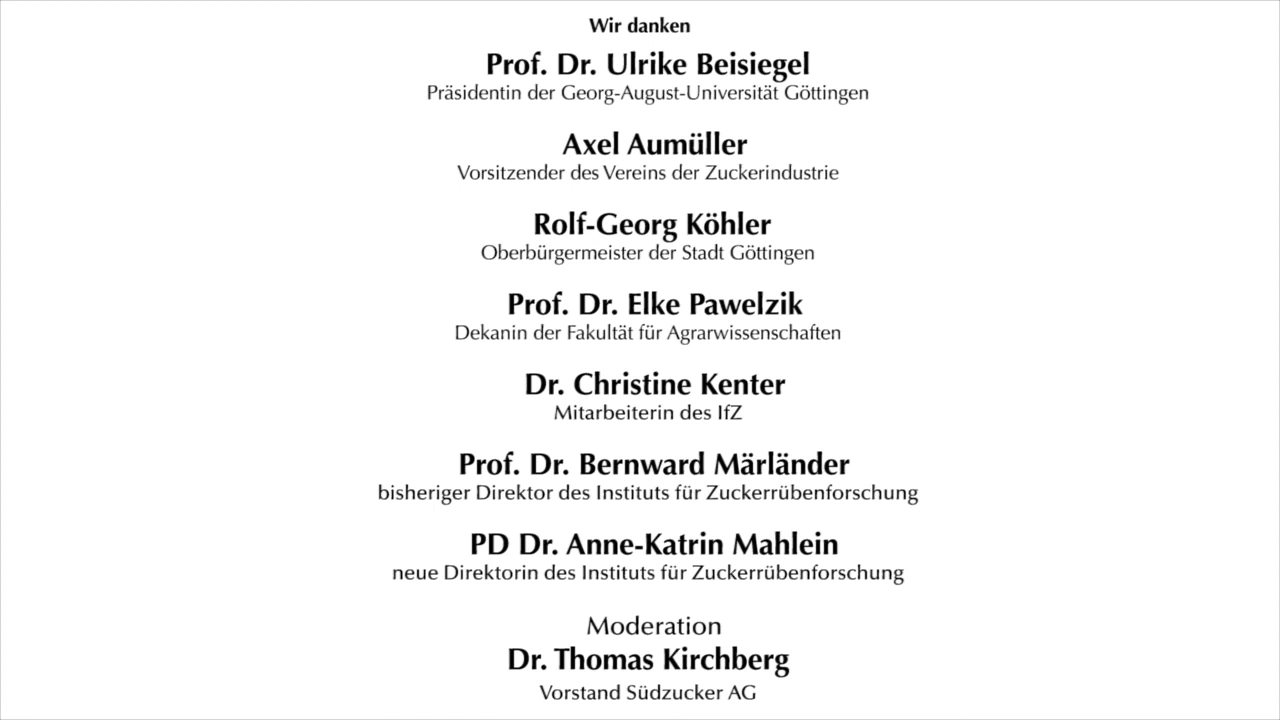 Wir danken
Prof. Dr. Ulrike Beisiegel
Präsidentin der Georg-August-Universität Göttingen
Axel Aumüller
Vorsitzender des Vereins der Zuckerindustrie
Rolf-Georg Köhler
Oberbürgermeister der Stadt Göttingen
Prof. Dr. Elke Pawelzik
Dekanin der Fakultät für Agrarwissenschaften
Dr. Christine Kenter
Mitarbeiterin des IfZ
Prof. Dr. Bernward Märländer
bisheriger Direktor des Instituts für Zuckerrübenforschung
PD Dr. Anne-Katrin Mahlein
neue Direktorin des Instituts für Zuckerrübenforschung
Moderation
Dr. Thomas Kirchberg
Vorstand Südzucker AG